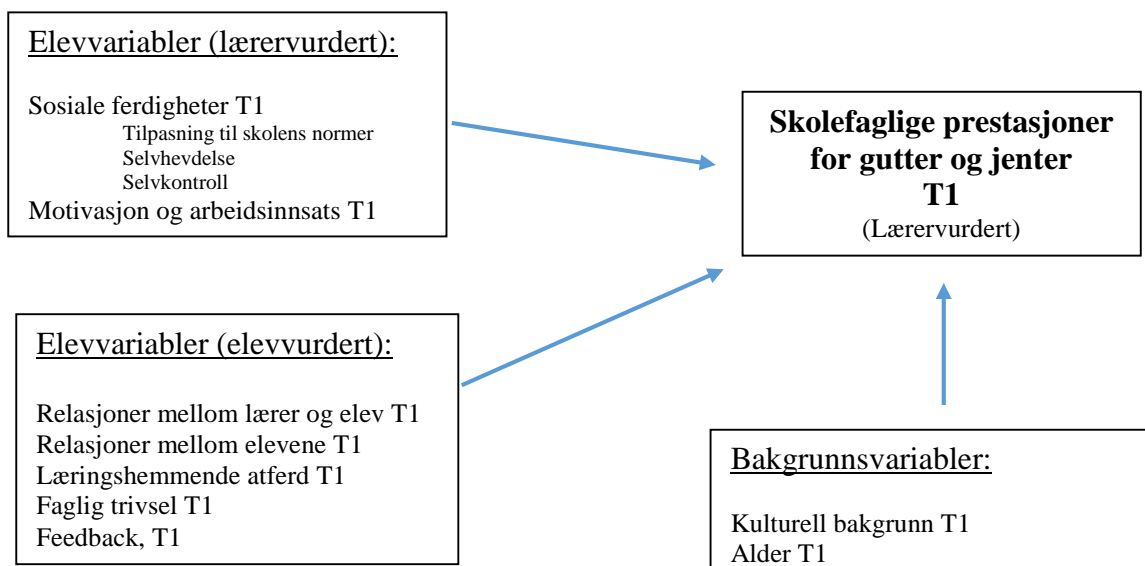 Elevvariabler (lærervurdert):
Sosiale ferdigheter T1
Tilpasning til skolens normer
Selvhevdelse
Selvkontroll
Motivasjon og arbeidsinnsats T1
Skolefaglige prestasjoner
for gutter og jenter
T1
(Lærervurdert)
Elevvariabler (elevvurdert):
Relasjoner mellom lærer og elev T1
Relasjoner mellom elevene T1
Læringshemmende atferd T1
Faglig trivsel T1
Feedback, T1
Bakgrunnsvariabler:
Kulturell bakgrunn T1
Alder T1